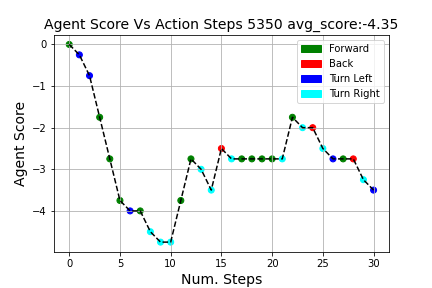 Agent Score Vs Action Steps 5350 avg_score:-4.35
Forward
Back
Turn Left
Turn Right
Agent Score
0
−1
−2
−3
−4
0 5 10 15 20 25 30
Num. Steps